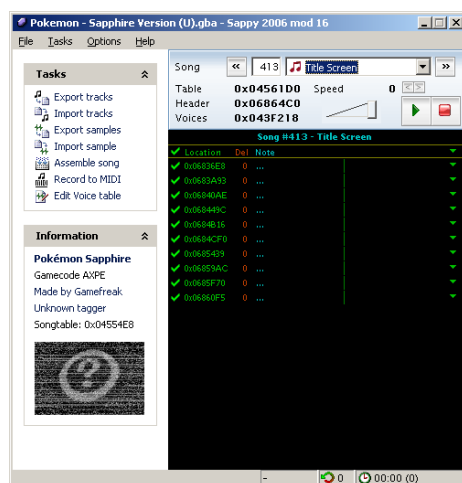 Pokemon - Sapphire Version (U).gba - Sappy 2006 mod 16
File Tasks Options Help
Tasks
Export tracks
Import tracks
Export samples
Import sample
Assemble song
Record to MIDI
Edit Voice table
Information
Pokémon Sapphire
Gamecode AXPE
Made by Gamefreak
Unknown tagger
Songtable: 0x04554E8
Song « 413 Title Screen »
Table 0x04561D0 Speed 0
Header 0x06864C0
Voices 0x043F218
Song #413 - Title Screen
Location Del Note
0x06836E8 0 ...
0x0683A93 0 ...
0x06840AE 0 ...
0x068449C 0 ...
0x0684B16 0 ...
0x0684CF0 0 ...
0x0685439 0 ...
0x06859AC 0 ...
0x0685F70 0 ...
0x06860F5 0 ...
- 0 00:00 (0)